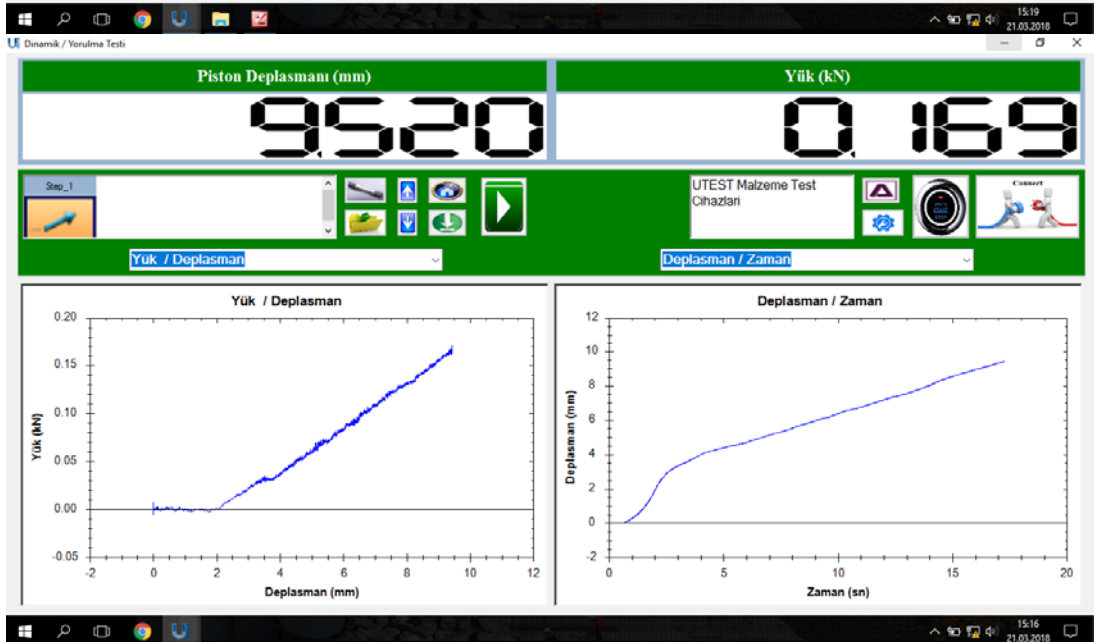 15:19
21.03.2018
Dinamik / Yorulma Testi
Piston Deplasmanı (mm)
Yük (kN)
9.520
0.169
Step_1
UTEST Malzeme Test
Cihazlari
Connect
Yük / Deplasman
Deplasman / Zaman
Yük / Deplasman
0.20
0.15
0.10
0.05
0.00
-0.05
Yük (kN)
-2 0 2 4 6 8 10 12
Deplasman (mm)
Deplasman / Zaman
12
10
8
6
4
2
0
-2
Deplasman (mm)
0 5 10 15 20
Zaman (sn)
15:16
21.03.2018